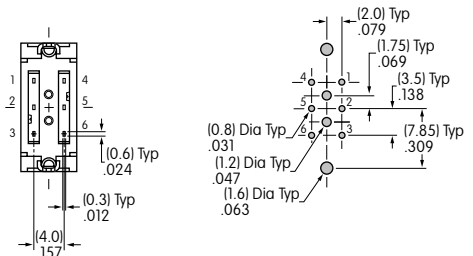 1 4
2 5
3 6
(0.6) Typ
.024
(0.3) Typ
.012
(4.0)
.157
(2.0) Typ
.079
(1.75) Typ
.069
(3.5) Typ
.138
(7.85) Typ
.309
4 1
5 2
6 3
(0.8) Dia Typ
.031
(1.2) Dia Typ
.047
(1.6) Dia Typ
.063